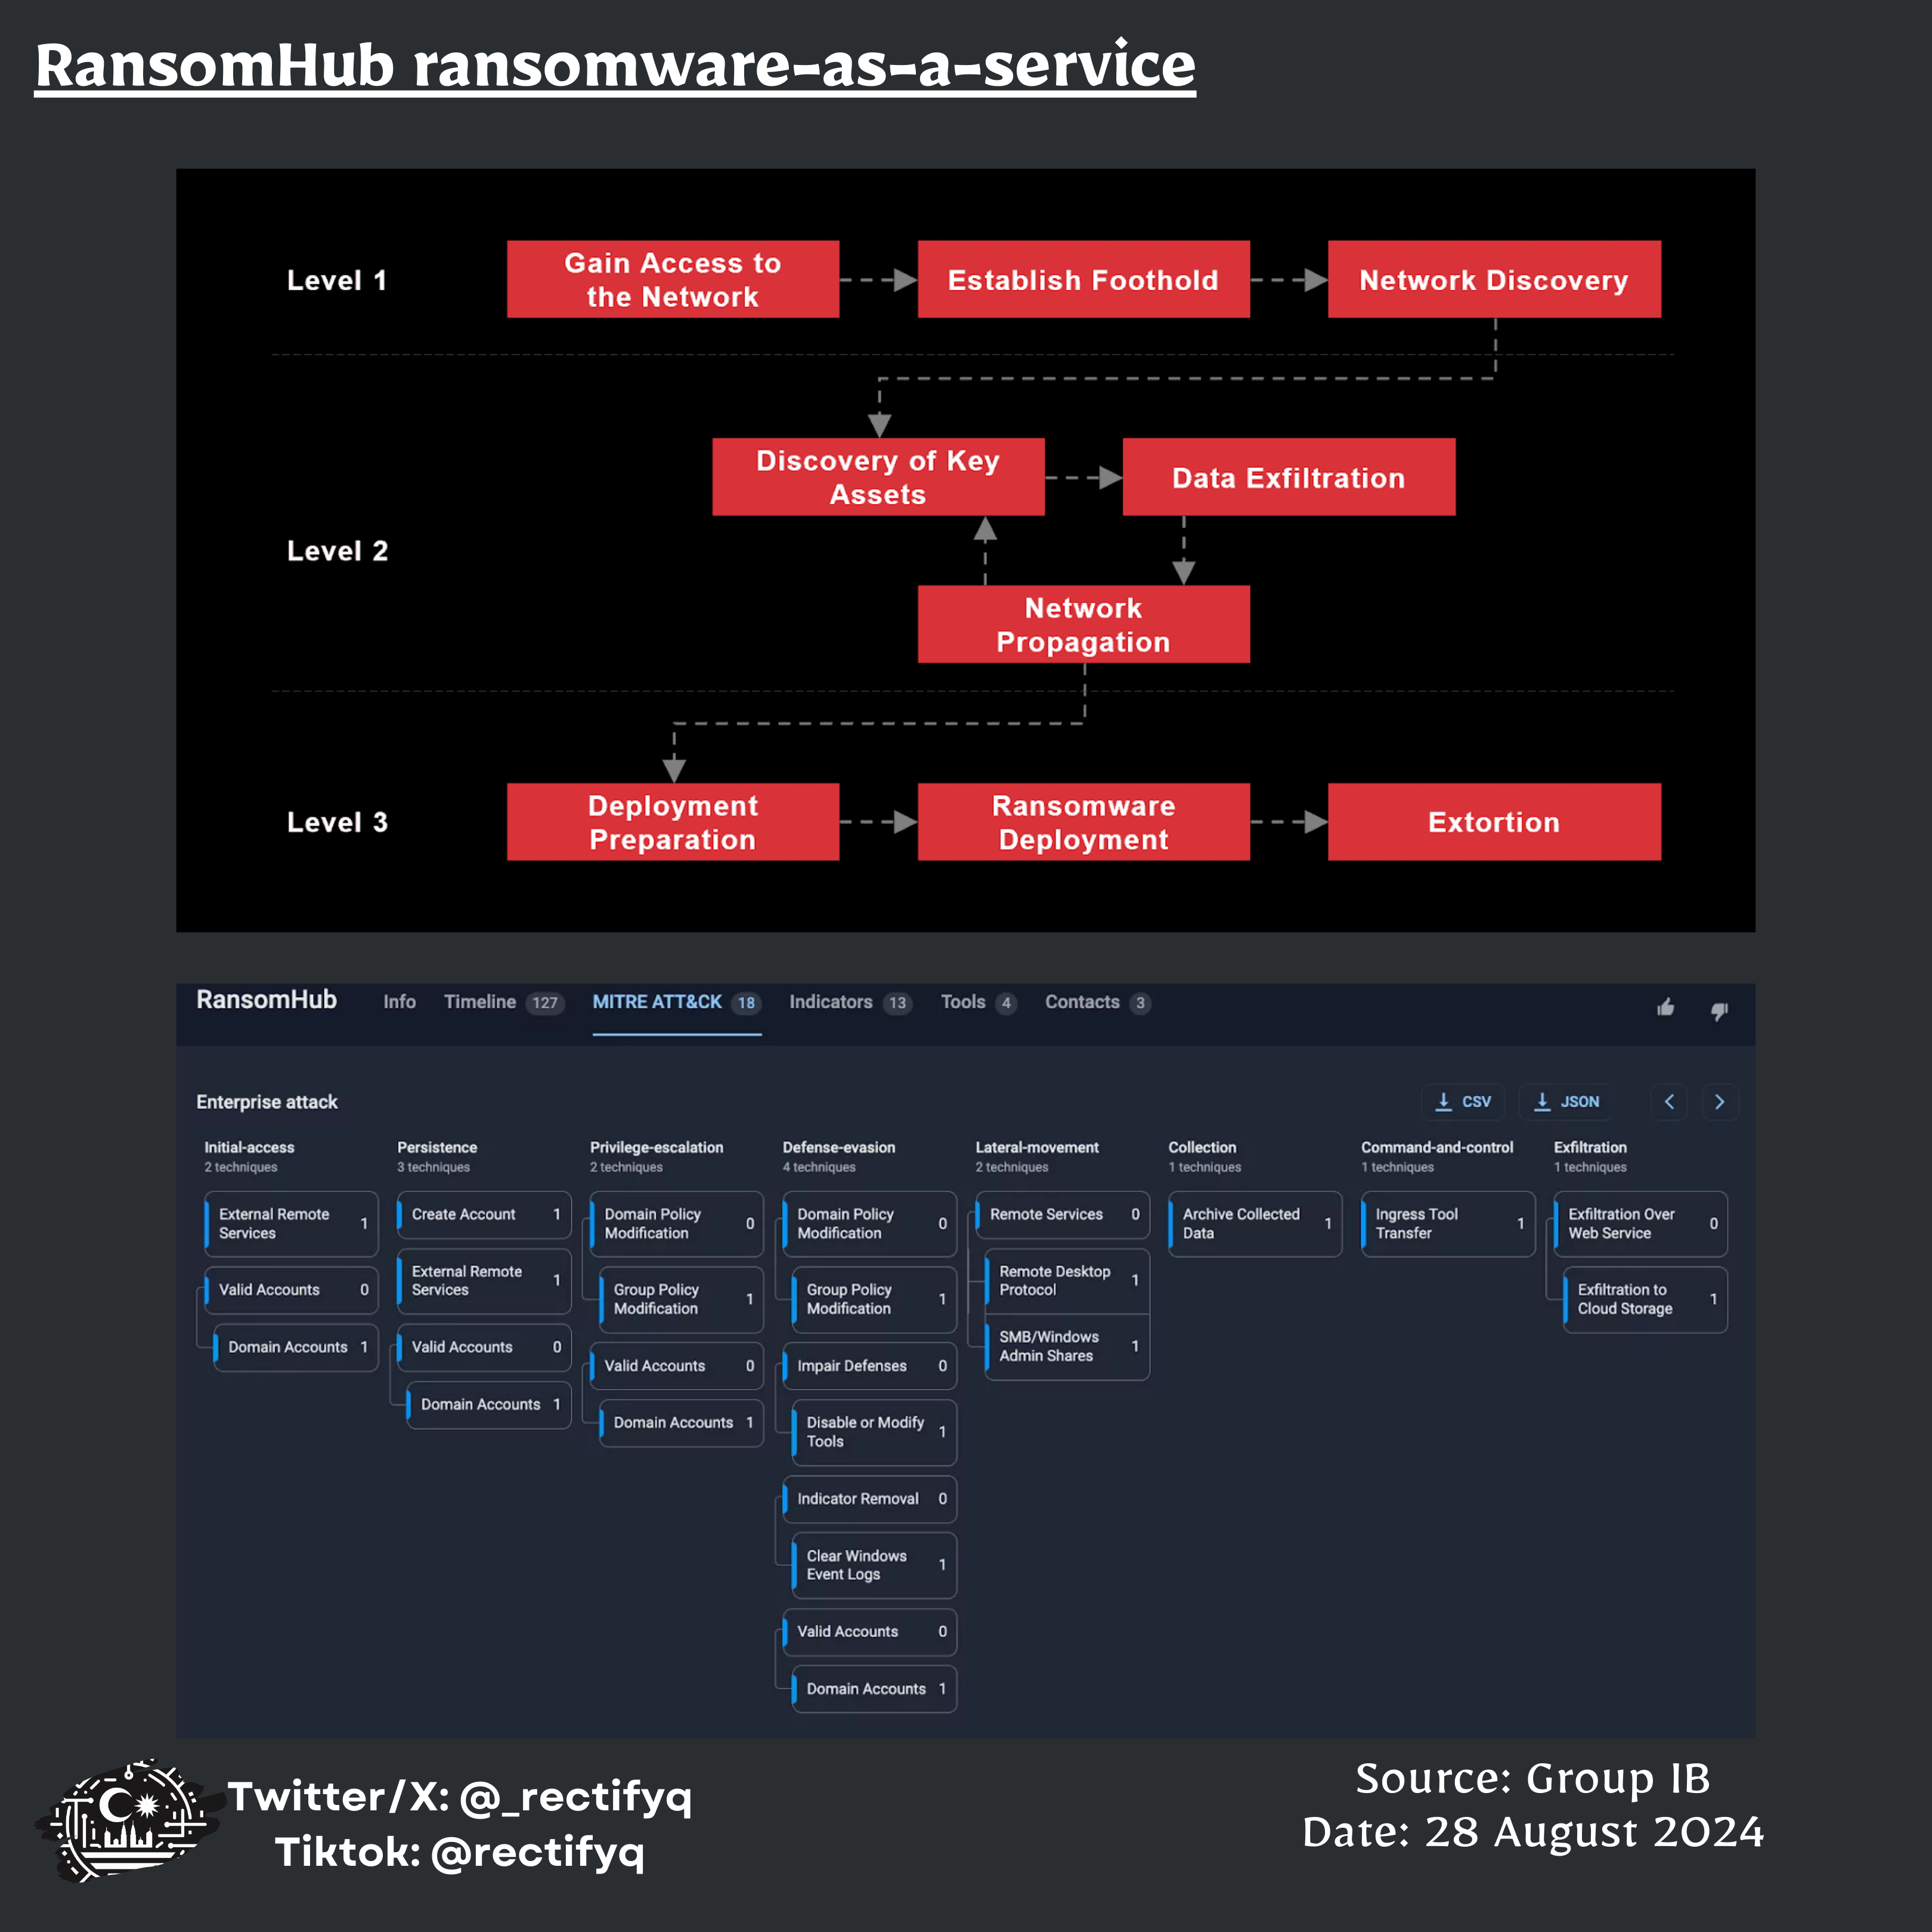 RansomHub ransomware-as-a-service
Level 1
Gain Access to
the Network
Establish Foothold
Network Discovery
Level 2
Discovery of Key
Assets
Data Exfiltration
Network
Propagation
Level 3
Deployment
Preparation
Ransomware
Deployment
Extortion
RansomHub Info Timeline 127 MITRE ATT&CK 18 Indicators 13 Tools 4 Contacts 3
Enterprise attack
CSV
JSON
Initial-access
2 techniques
External Remote
Services
1
Valid Accounts 0
Domain Accounts 1
Persistence
3 techniques
Create Account 1
External Remote
Services
1
Valid Accounts 0
Domain Accounts 1
Privilege-escalation
2 techniques
Domain Policy
Modification
0
Group Policy
Modification
1
Valid Accounts 0
Domain Accounts 1
Defense-evasion
4 techniques
Domain Policy
Modification
0
Group Policy
Modification
1
Impair Defenses 0
Disable or Modify
Tools
1
Indicator Removal 0
Clear Windows
Event Logs
1
Valid Accounts 0
Domain Accounts 1
Lateral-movement
2 techniques
Remote Services 0
Remote Desktop
Protocol
1
SMB/Windows
Admin Shares
1
Collection
1 techniques
Archive Collected
Data
1
Command-and-control
1 techniques
Ingress Tool
Transfer
1
Exfiltration
1 techniques
Exfiltration Over
Web Service
0
Exfiltration to
Cloud Storage
1
Twitter/X: @_rectifyq
Tiktok: @rectifyq
Source: Group IB
Date: 28 August 2024